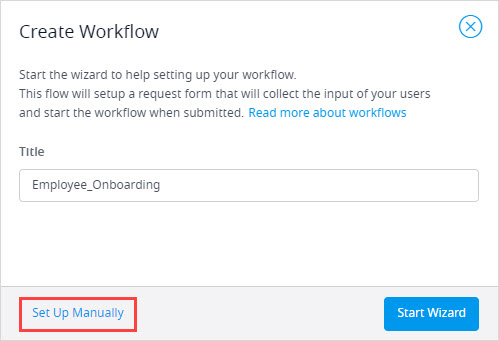 Create Workflow
Start the wizard to help setting up your workflow.
This flow will setup a request form that will collect the input of your users
and start the workflow when submitted. Read more about workflows
Title
Employee_Onboarding
Set Up Manually
Start Wizard